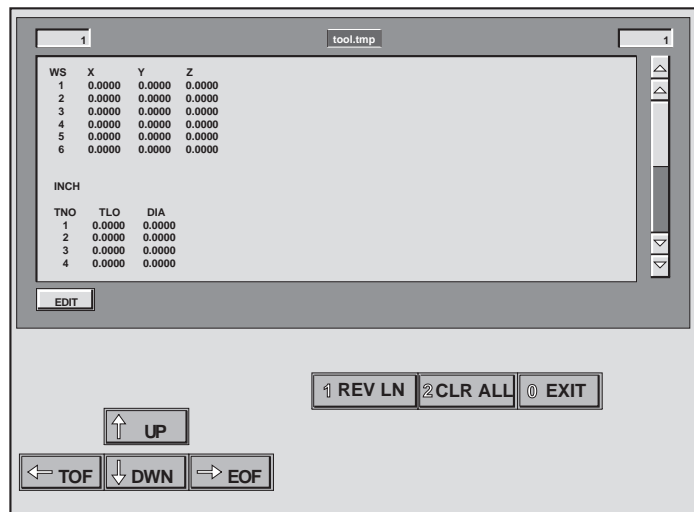 1 tool.tmp 1
WS X Y Z
1 0.0000 0.0000 0.0000
2 0.0000 0.0000 0.0000
3 0.0000 0.0000 0.0000
4 0.0000 0.0000 0.0000
5 0.0000 0.0000 0.0000
6 0.0000 0.0000 0.0000
INCH
TNO TLO DIA
1 0.0000 0.0000
2 0.0000 0.0000
3 0.0000 0.0000
4 0.0000 0.0000
EDIT
1 REV LN 2 CLR ALL 0 EXIT
UP
TOF DWN EOF